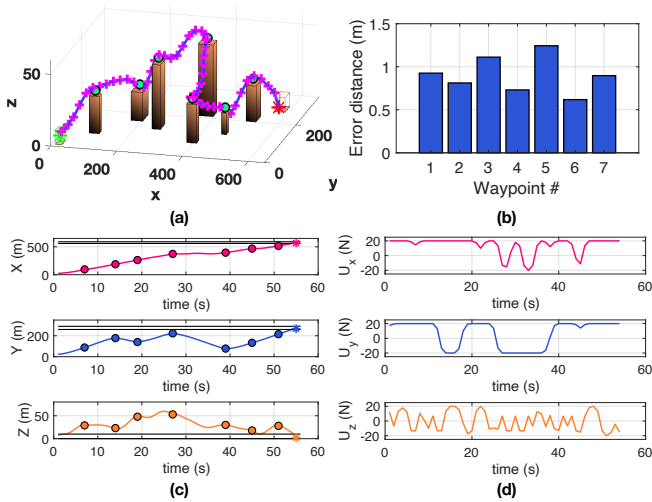 50
z
0
0
200
400
600
x
0
200
y
(a)
1.5
1
0.5
0
Error distance (m)
1 2 3 4 5 6 7
Waypoint #
(b)
X (m)
500
0
0 10 20 30 40 50 60
time (s)
Y (m)
200
0
0 10 20 30 40 50 60
time (s)
Z (m)
50
0
0 10 20 30 40 50 60
time (s)
(c)
U_x (N)
20
0
-20
0 20 40 60
time (s)
U_y (N)
20
0
-20
0 20 40 60
time (s)
U_z (N)
20
0
-20
0 20 40 60
time (s)
(d)